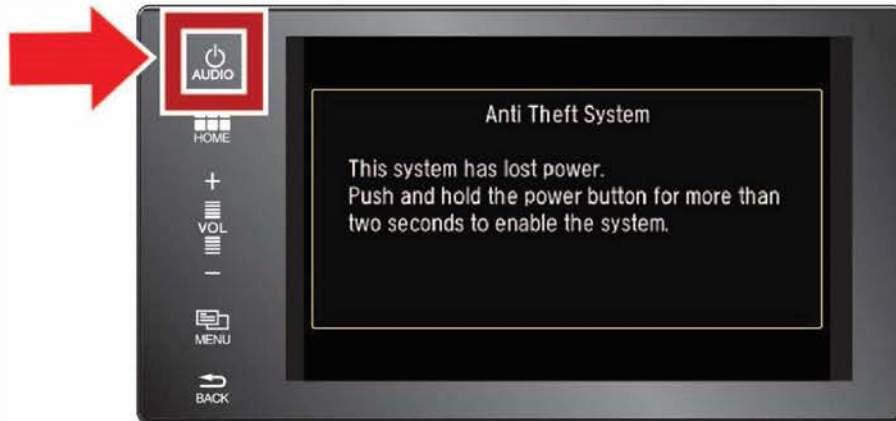 AUDIO
HOME
+
VOL
−
MENU
BACK
Anti Theft System
This system has lost power.
Push and hold the power button for more than
two seconds to enable the system.